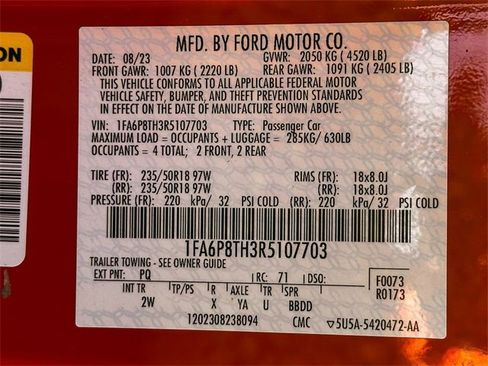 ION
MFD. BY FORD MOTOR CO.
DATE: 08/23 GVWR: 2050 KG ( 4520 LB)
FRONT GAWR: 1007 KG ( 2220 LB) REAR GAWR: 1091 KG ( 2405 LB)
THIS VEHICLE CONFORMS TO ALL APPLICABLE FEDERAL MOTOR
VEHICLE SAFETY, BUMPER, AND THEFT PREVENTION STANDARDS
IN EFFECT ON THE DATE OF MANUFACTURE SHOWN ABOVE.
VIN: 1FA6P8TH3R5107703 TYPE: Passenger Car
MAXIMUM LOAD = OCCUPANTS + LUGGAGE = 285KG/ 630LB
OCCUPANTS = 4 TOTAL; 2 FRONT, 2 REAR
TIRE (FR): 235/50R18 97W RIMS (FR): 18x8.0J
(RR): 235/50R18 97W (RR): 18x8.0J
PRESSURE (FR): 220 kPa/ 32 PSI COLD (RR): 220 kPa/ 32 PSI COLD
1FA6P8TH3R5107703
TRAILER TOWING - SEE OWNER GUIDE
EXT PNT: PQ RC: 71 DSO: F0073
INT TR TP/PS R AXLE TR SPR R0173
2W X YA U BBDD
1202308238094 CMC 5U5A-5420472-AA